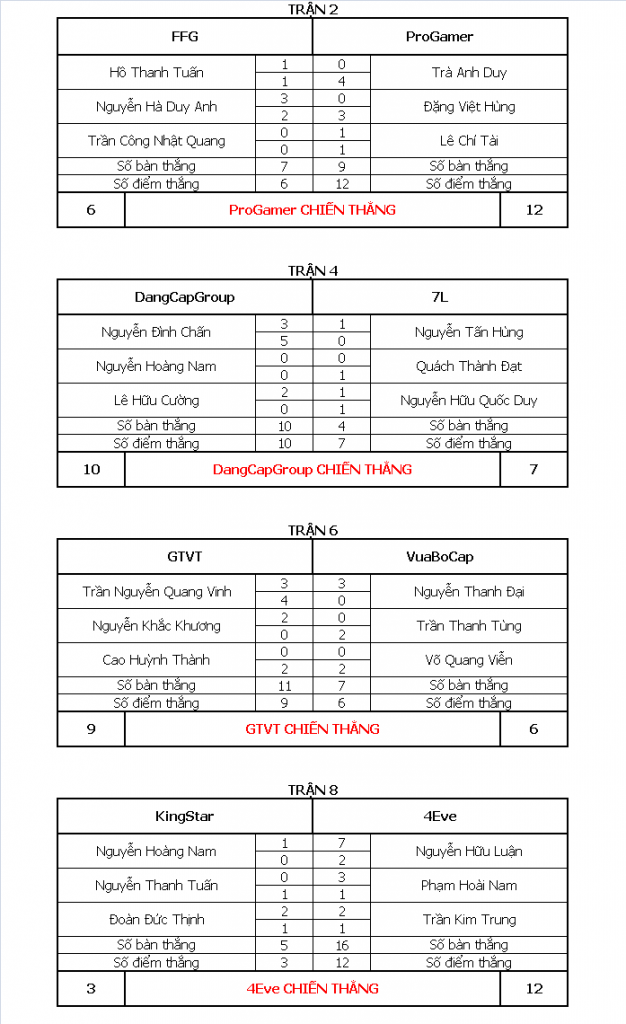 TRẬN 2
FFG ProGamer
Hồ Thanh Tuấn 1 0 Trà Anh Duy
1 4
Nguyễn Hà Duy Anh 3 0 Đặng Việt Hùng
2 3
Trần Công Nhật Quang 0 1 Lê Chí Tài
0 1
Số bàn thắng 7 9 Số bàn thắng
Số điểm thắng 6 12 Số điểm thắng
6 ProGamer CHIẾN THẮNG 12
TRẬN 4
DangCapGroup 7L
Nguyễn Đình Chấn 3 1 Nguyễn Tấn Hùng
5 0
Nguyễn Hoàng Nam 0 0 Quách Thành Đạt
0 1
Lê Hữu Cường 2 1 Nguyễn Hữu Quốc Duy
0 1
Số bàn thắng 10 4 Số bàn thắng
Số điểm thắng 10 7 Số điểm thắng
10 DangCapGroup CHIẾN THẮNG 7
TRẬN 6
GTVT VuaBoCap
Trần Nguyễn Quang Vinh 3 3 Nguyễn Thanh Đại
4 0
Nguyễn Khắc Khương 2 0 Trần Thanh Tùng
0 2
Cao Huỳnh Thành 0 0 Võ Quang Viễn
2 2
Số bàn thắng 11 7 Số bàn thắng
Số điểm thắng 9 6 Số điểm thắng
9 GTVT CHIẾN THẮNG 6
TRẬN 8
KingStar 4Eve
Nguyễn Hoàng Nam 1 7 Nguyễn Hữu Luận
0 2
Nguyễn Thanh Tuấn 0 3 Phạm Hoài Nam
1 1
Đoàn Đức Thịnh 2 2 Trần Kim Trung
1 1
Số bàn thắng 5 16 Số bàn thắng
Số điểm thắng 3 12 Số điểm thắng
3 4Eve CHIẾN THẮNG 12